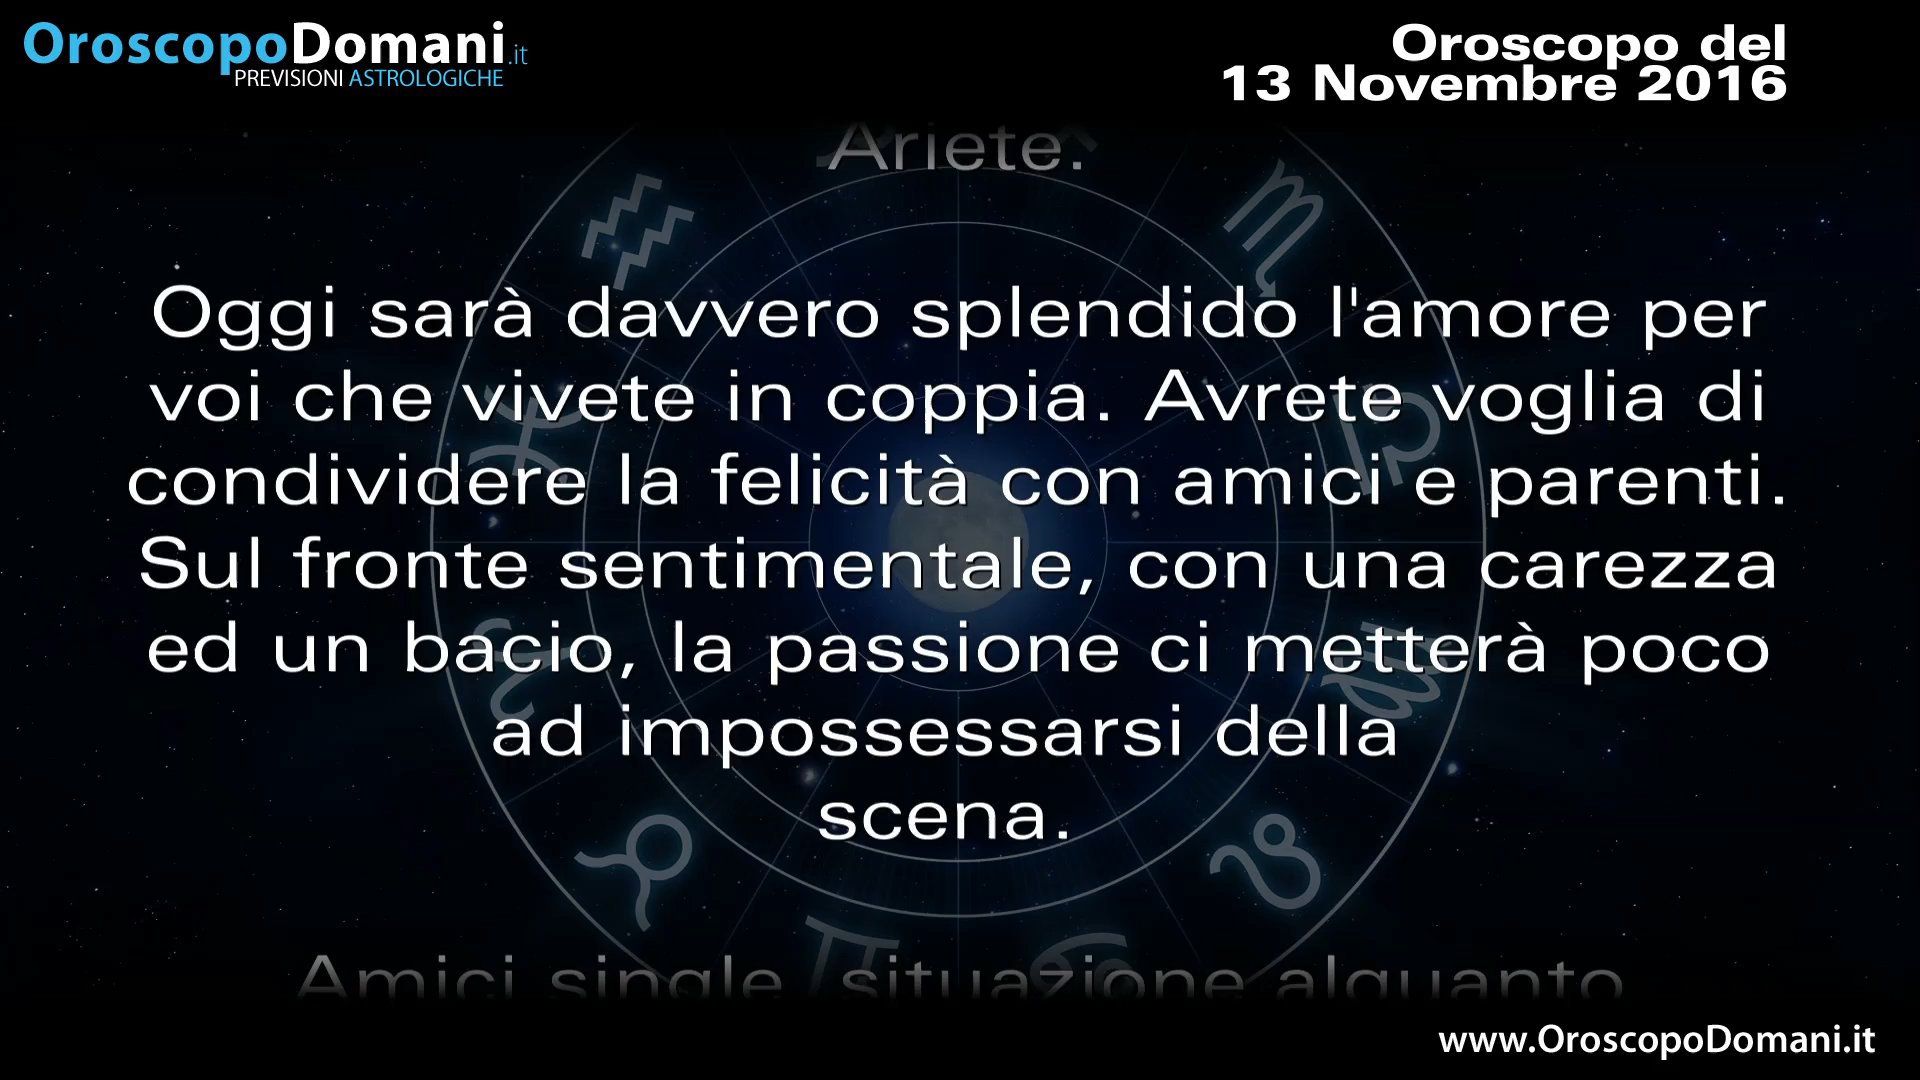 OroscopoDomani.it
PREVISIONI ASTROLOGICHE
Oroscopo del
13 Novembre 2016
Ariete.
Oggi sarà davvero splendido l'amore per
voi che vivete in coppia. Avrete voglia di
condividere la felicità con amici e parenti.
Sul fronte sentimentale, con una carezza
ed un bacio, la passione ci metterà poco
ad impossessarsi della
scena.
Amici single, situazione alquanto
www.OroscopoDomani.it